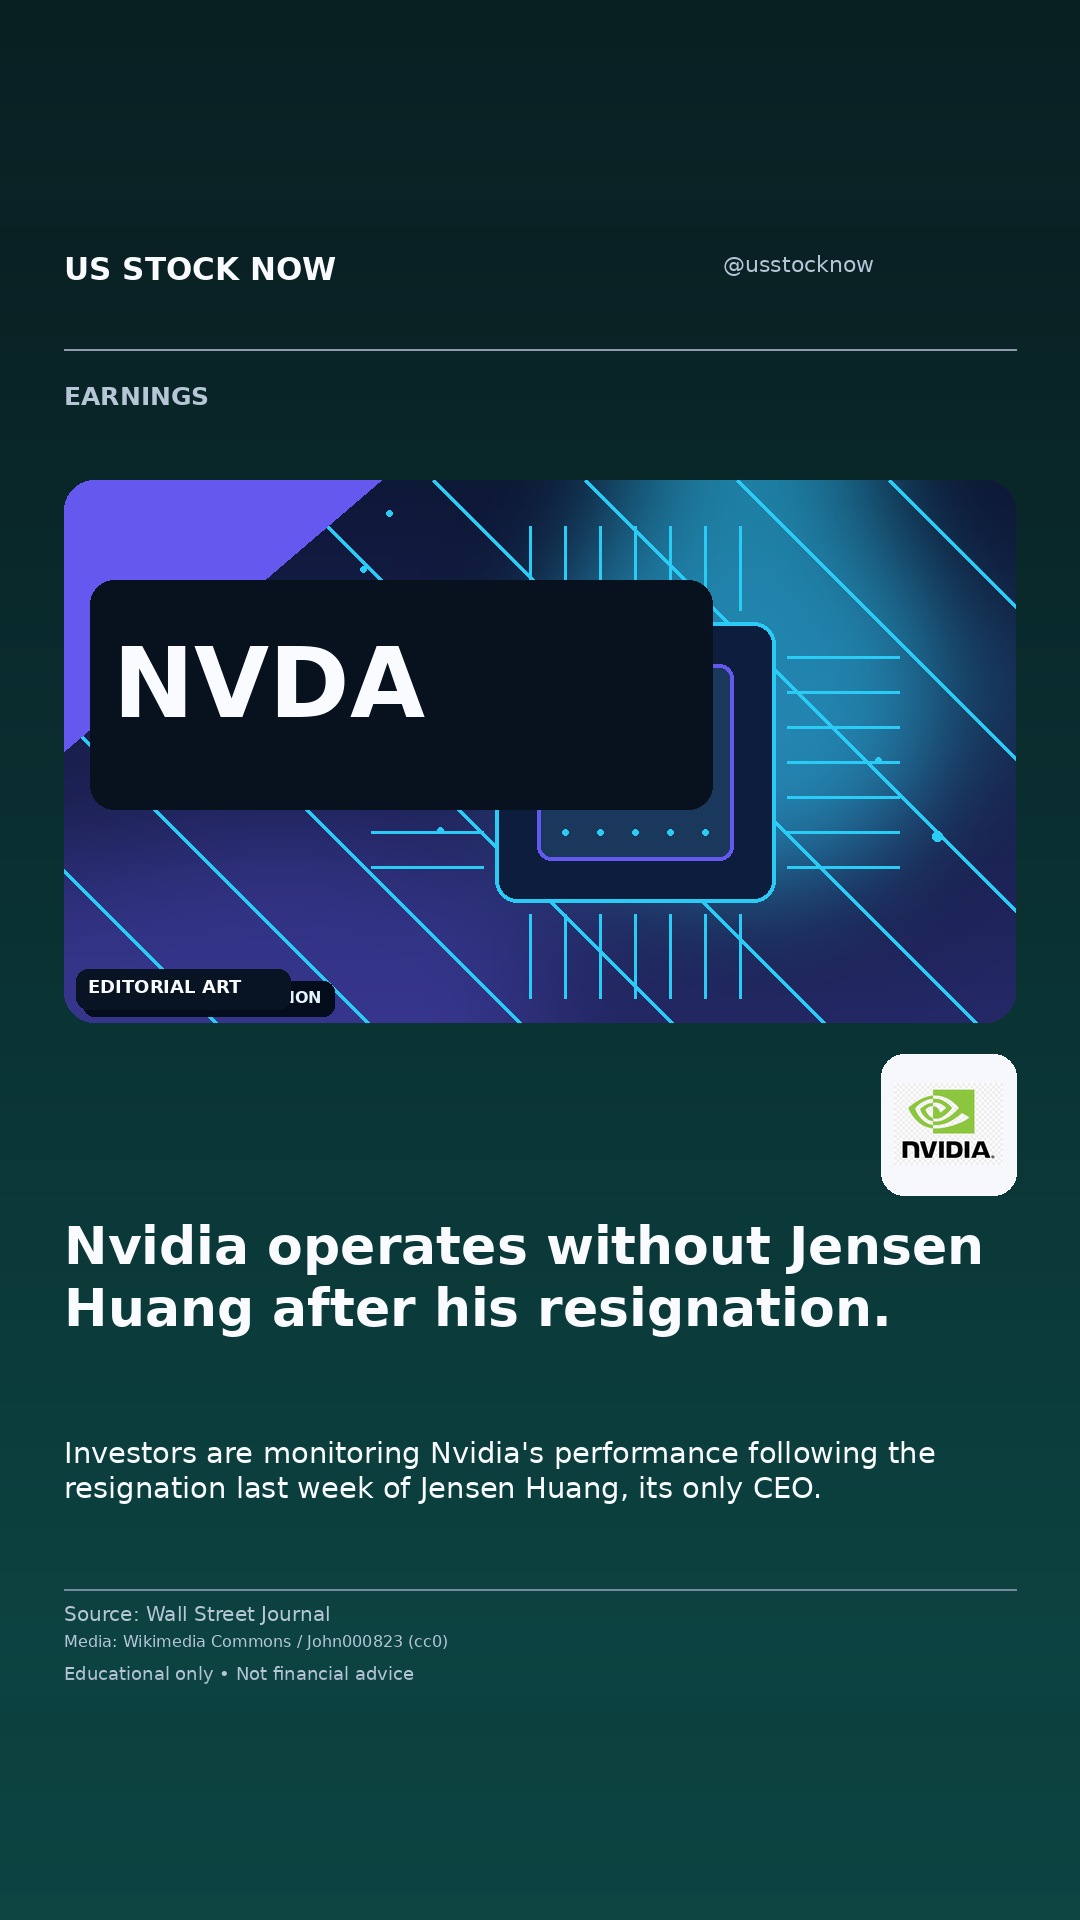 US STOCK NOW
@usstocknow
EARNINGS
NVDA
EDITORIAL ART
NVIDIA.
Nvidia operates without Jensen
Huang after his resignation.
Investors are monitoring Nvidia's performance following the
resignation last week of Jensen Huang, its only CEO.
Source: Wall Street Journal
Media: Wikimedia Commons / John000823 (cc0)
Educational only • Not financial advice